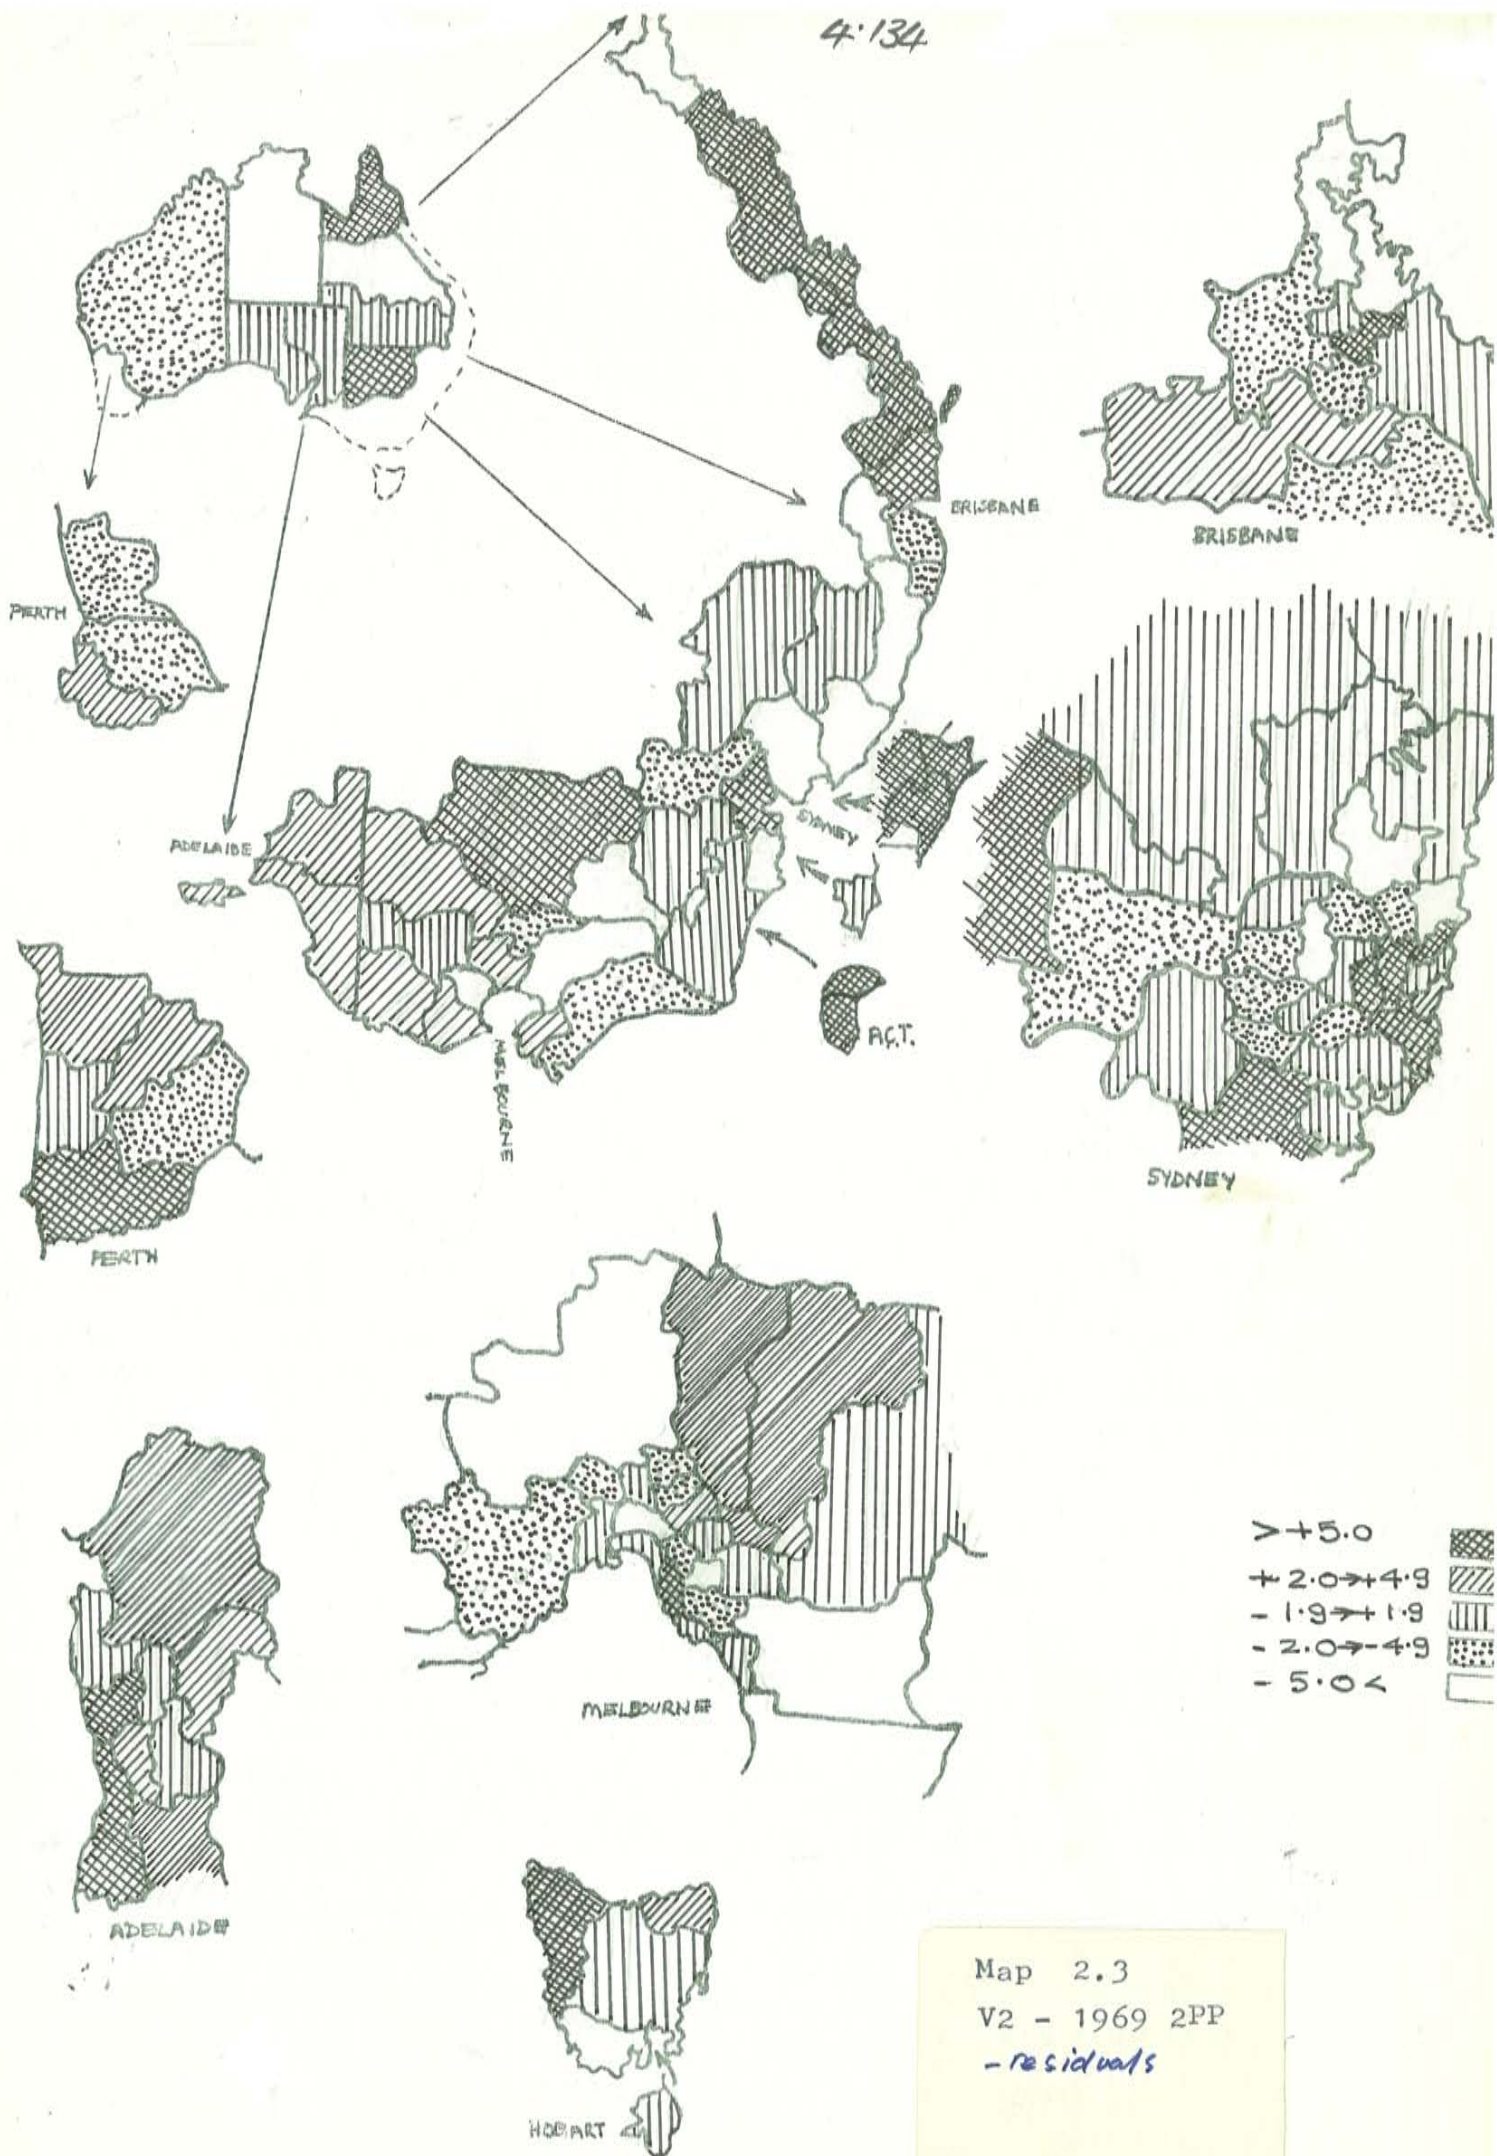 4.134
BRISBANE
BRISBANE
PERTH
SYDNEY
ADELAIDE
A.C.T.
MELBOURNE
SYDNEY
PERTH
> +5.0
+ 2.0→+4.9
- 1.9→+1.9
- 2.0→-4.9
- 5.0<
MELBOURNE
ADELAIDE
Map 2.3
V2 - 1969 2PP
- residuals
HOBART